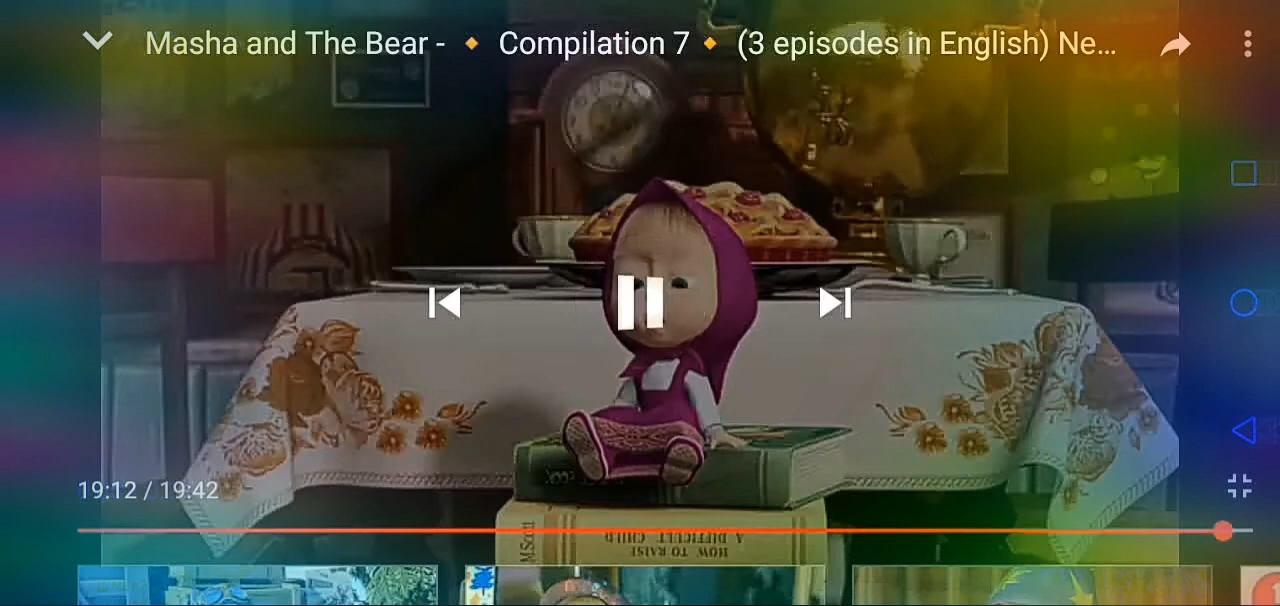 Masha and The Bear - 🔸 Compilation 7 🔸 (3 episodes in English) Ne...
19:12 / 19:42
M.Scott
HOW TO RAISE
A DIFFICULT CHILD